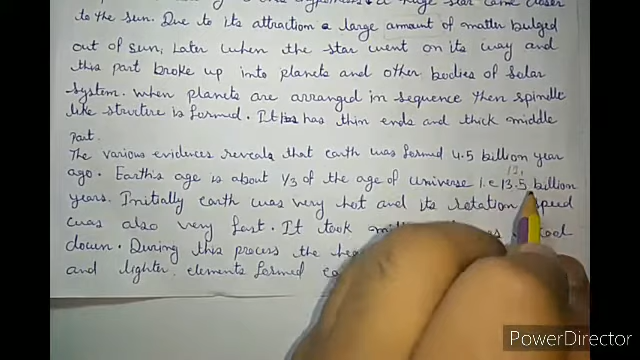 to the sun. Due to its attraction a large amount of matter bulged
out of sun, Later when the star went on its way and
this part broke up into planets and other bodies of solar
system. When planets are arranged in sequence then spindle
like structure is formed. It has thin ends and thick middle
part.
The various evidences reveals that earth was formed 4.5 billion year
ago. Earth's age is about 1/3 of the age of Universe i.e 13.5 billion
years. Initially earth was very hot and its rotation speed
was also very fast. It took
down. During this process the
and lighter elements formed
PowerDirector